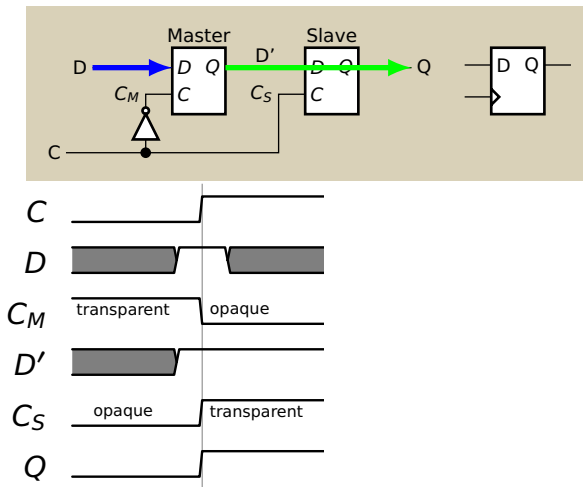 Master Slave
D D Q D’ D Q Q D Q
C_M C C_S C
C
C
D
C_M transparent opaque
D′
C_S opaque transparent
Q